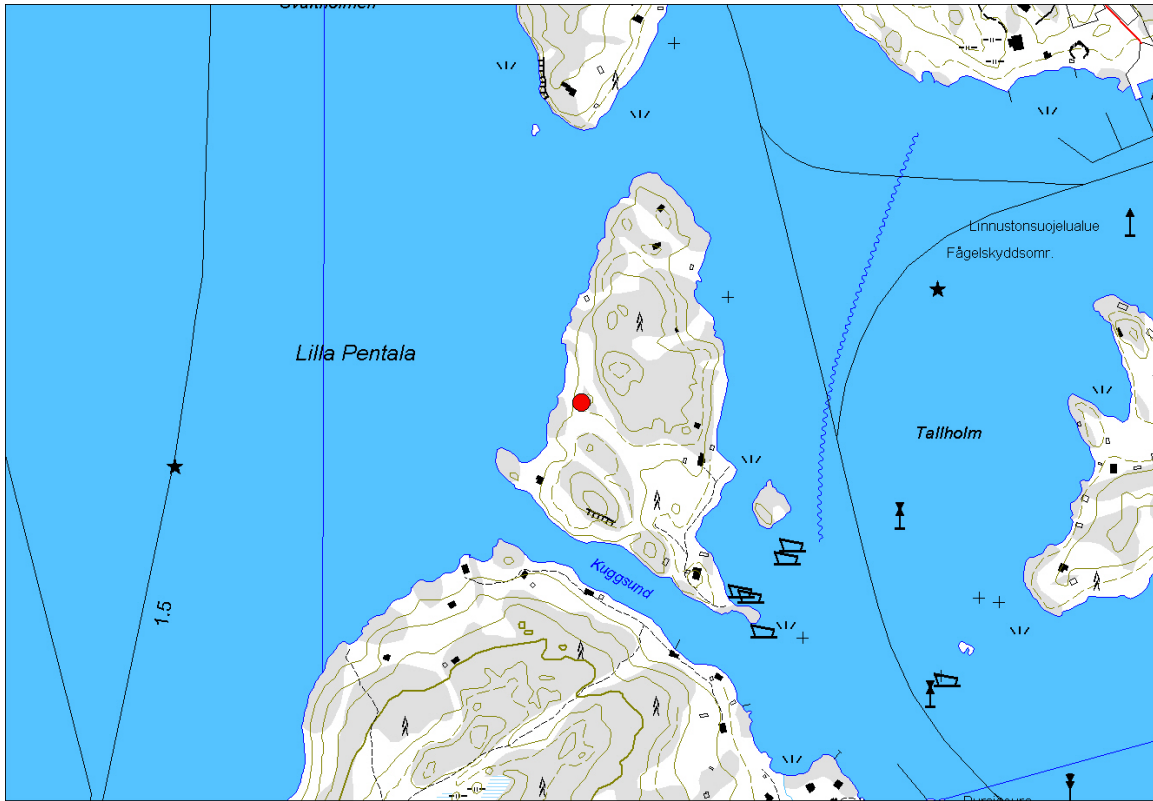 Linnustonsuojelualue
Fågelskyddsomr.
Lilla Pentala
Tallholm
Kuggsund
1.5